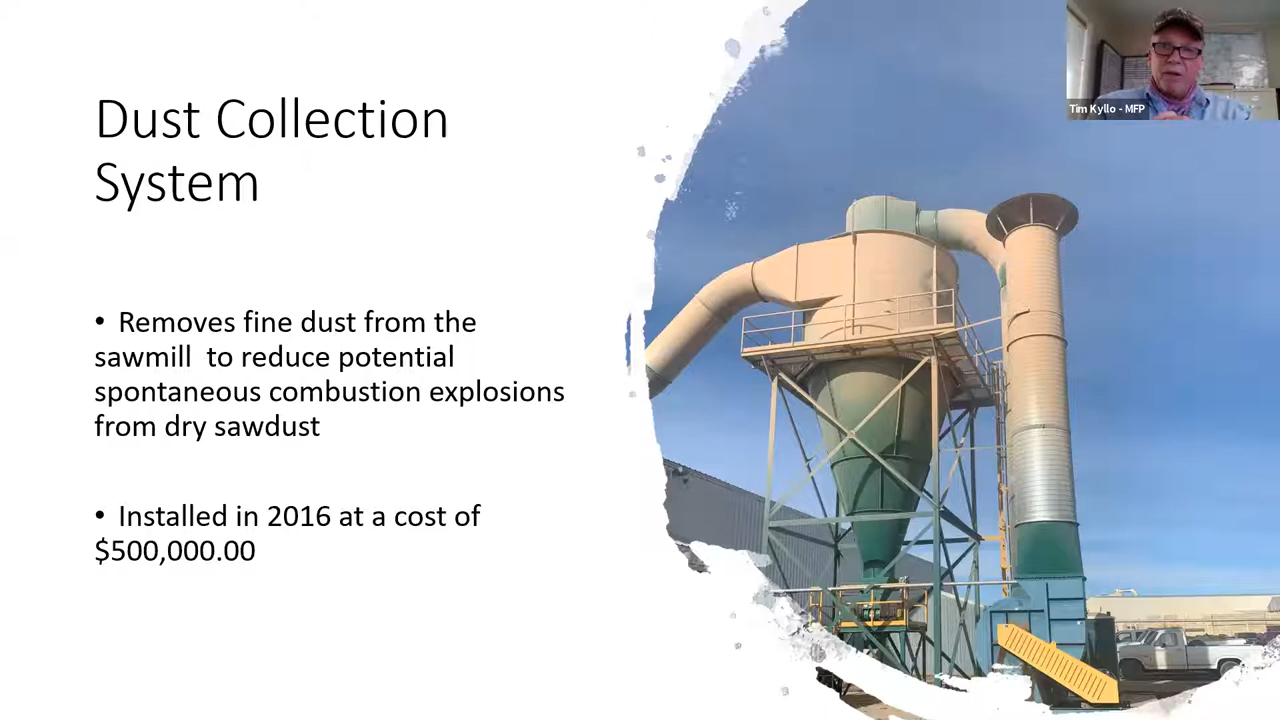 Dust Collection
System
• Removes fine dust from the
sawmill to reduce potential
spontaneous combustion explosions
from dry sawdust
• Installed in 2016 at a cost of
$500,000.00
Tim Kyllo - MFP